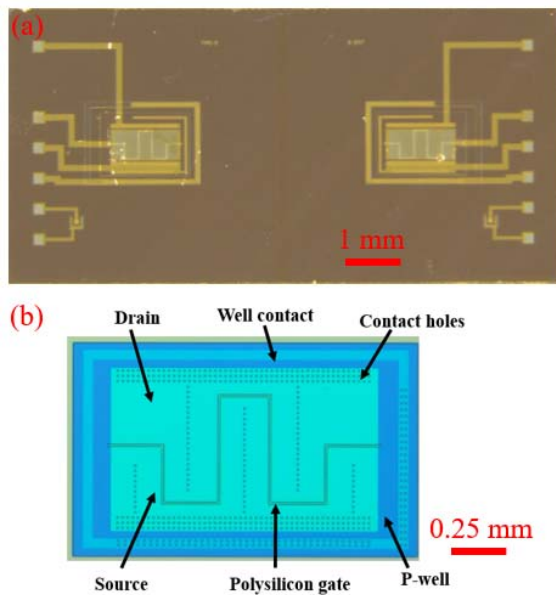 (a)
1 mm
(b)
Drain
Well contact
Contact holes
0.25 mm
Source
Polysilicon gate
P-well